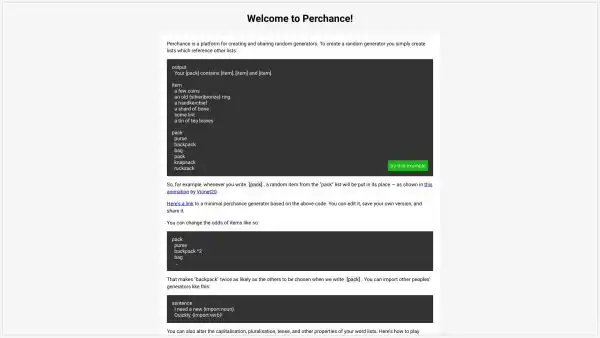 Welcome to Perchance!
Perchance is a platform for creating and sharing random generators. To create a random generator you simply create
lists which reference other lists:
output
Your [pack] contains [item], [item] and [item].
item
a few coins
an old {silver|bronze} ring
a handkerchief
a shard of bone
some lint
a tin of tea leaves
pack
purse
backpack
bag
pack
knapsack
rucksack
try this example
So, for example, whenever you write [pack], a random item from the "pack" list will be put in its place — as shown in this
animation by Vionet20.
Here's a link to a minimal perchance generator based on the above code. You can edit it, save your own version, and
share it.
You can change the odds of items like so:
pack
purse
backpack ^2
bag
That makes "backpack" twice as likely as the others to be chosen when we write [pack]. You can import other peoples'
generators like this:
sentence
I need a new {import:noun}.
Quickly, {import:verb}!
You can also alter the capitalisation, pluralisation, tense, and other properties of your word lists. Here's how to play